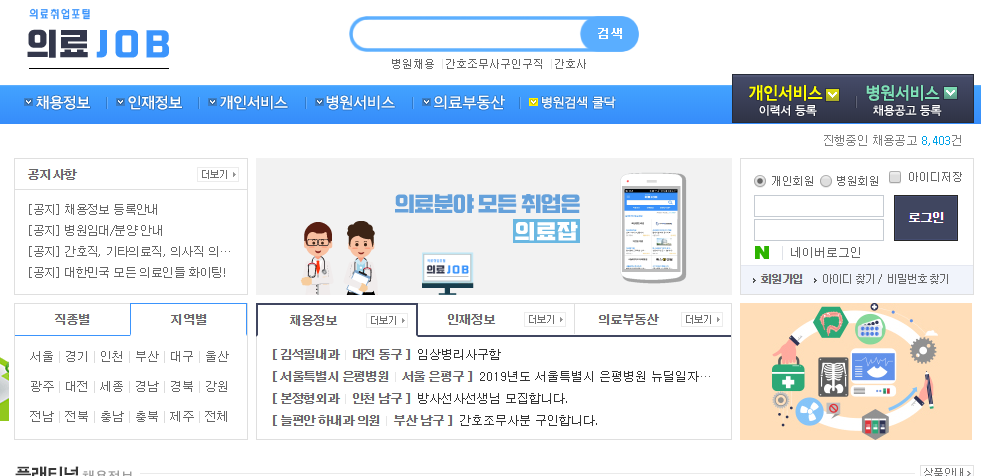 의료취업포털
의료JOB
검색
병원채용 | 간호조무사구인구직 | 간호사
채용정보 인재정보 개인서비스 병원서비스 의료부동산 병원검색 쿨닥
개인서비스 병원서비스
이력서 등록 채용공고 등록
진행중인 채용공고 8,403건
공지사항 더보기
[공지] 채용정보 등록안내
[공지] 병원임대/분양 안내
[공지] 간호직, 기타의료직, 의사직 의…
[공지] 대한민국 모든 의료인들 화이팅!
의료분야 모든 취업은
의료잡
의료JOB
개인회원 병원회원 아이디저장
로그인
N 네이버로그인
회원가입 아이디 찾기 / 비밀번호 찾기
직종별 지역별
서울 | 경기 | 인천 | 부산 | 대구 | 울산
광주 | 대전 | 세종 | 경남 | 경북 | 강원
전남 | 전북 | 충남 | 충북 | 제주 | 전체
채용정보 더보기 인재정보 더보기 의료부동산 더보기
[ 김석필내과 | 대전 동구 ] 임상병리사구함
[ 서울특별시 은평병원 | 서울 은평구 ] 2019년도 서울특별시 은평병원 뉴딜일자…
[ 본정형외과 | 인천 남구 ] 방사선사선생님 모집합니다.
[ 늘편안하내과 의원 | 부산 남구 ] 간호조무사분 구인합니다.
플래티넘 채용정보 상품안내